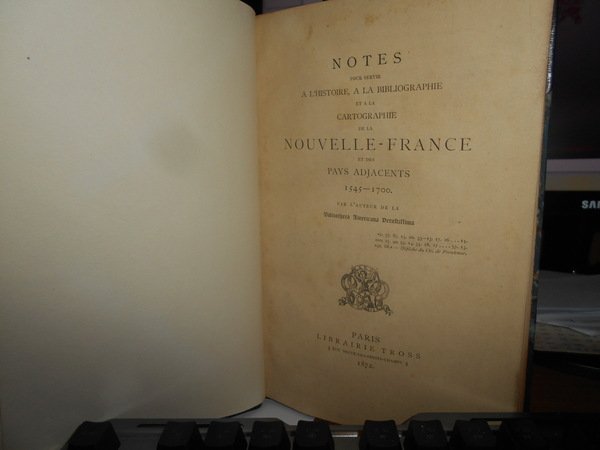 NOTES
POUR SERVIR
A L'HISTOIRE, A LA BIBLIOGRAPHIE
ET A LA
CARTOGRAPHIE
DE LA
NOUVELLE-FRANCE
ET DES
PAYS ADJACENTS
1545—1700.
PAR L'AUTEUR DE LA
Bibliotheca Americana Vetustissima
PARIS
LIBRAIRIE TROSS
1872.
SA